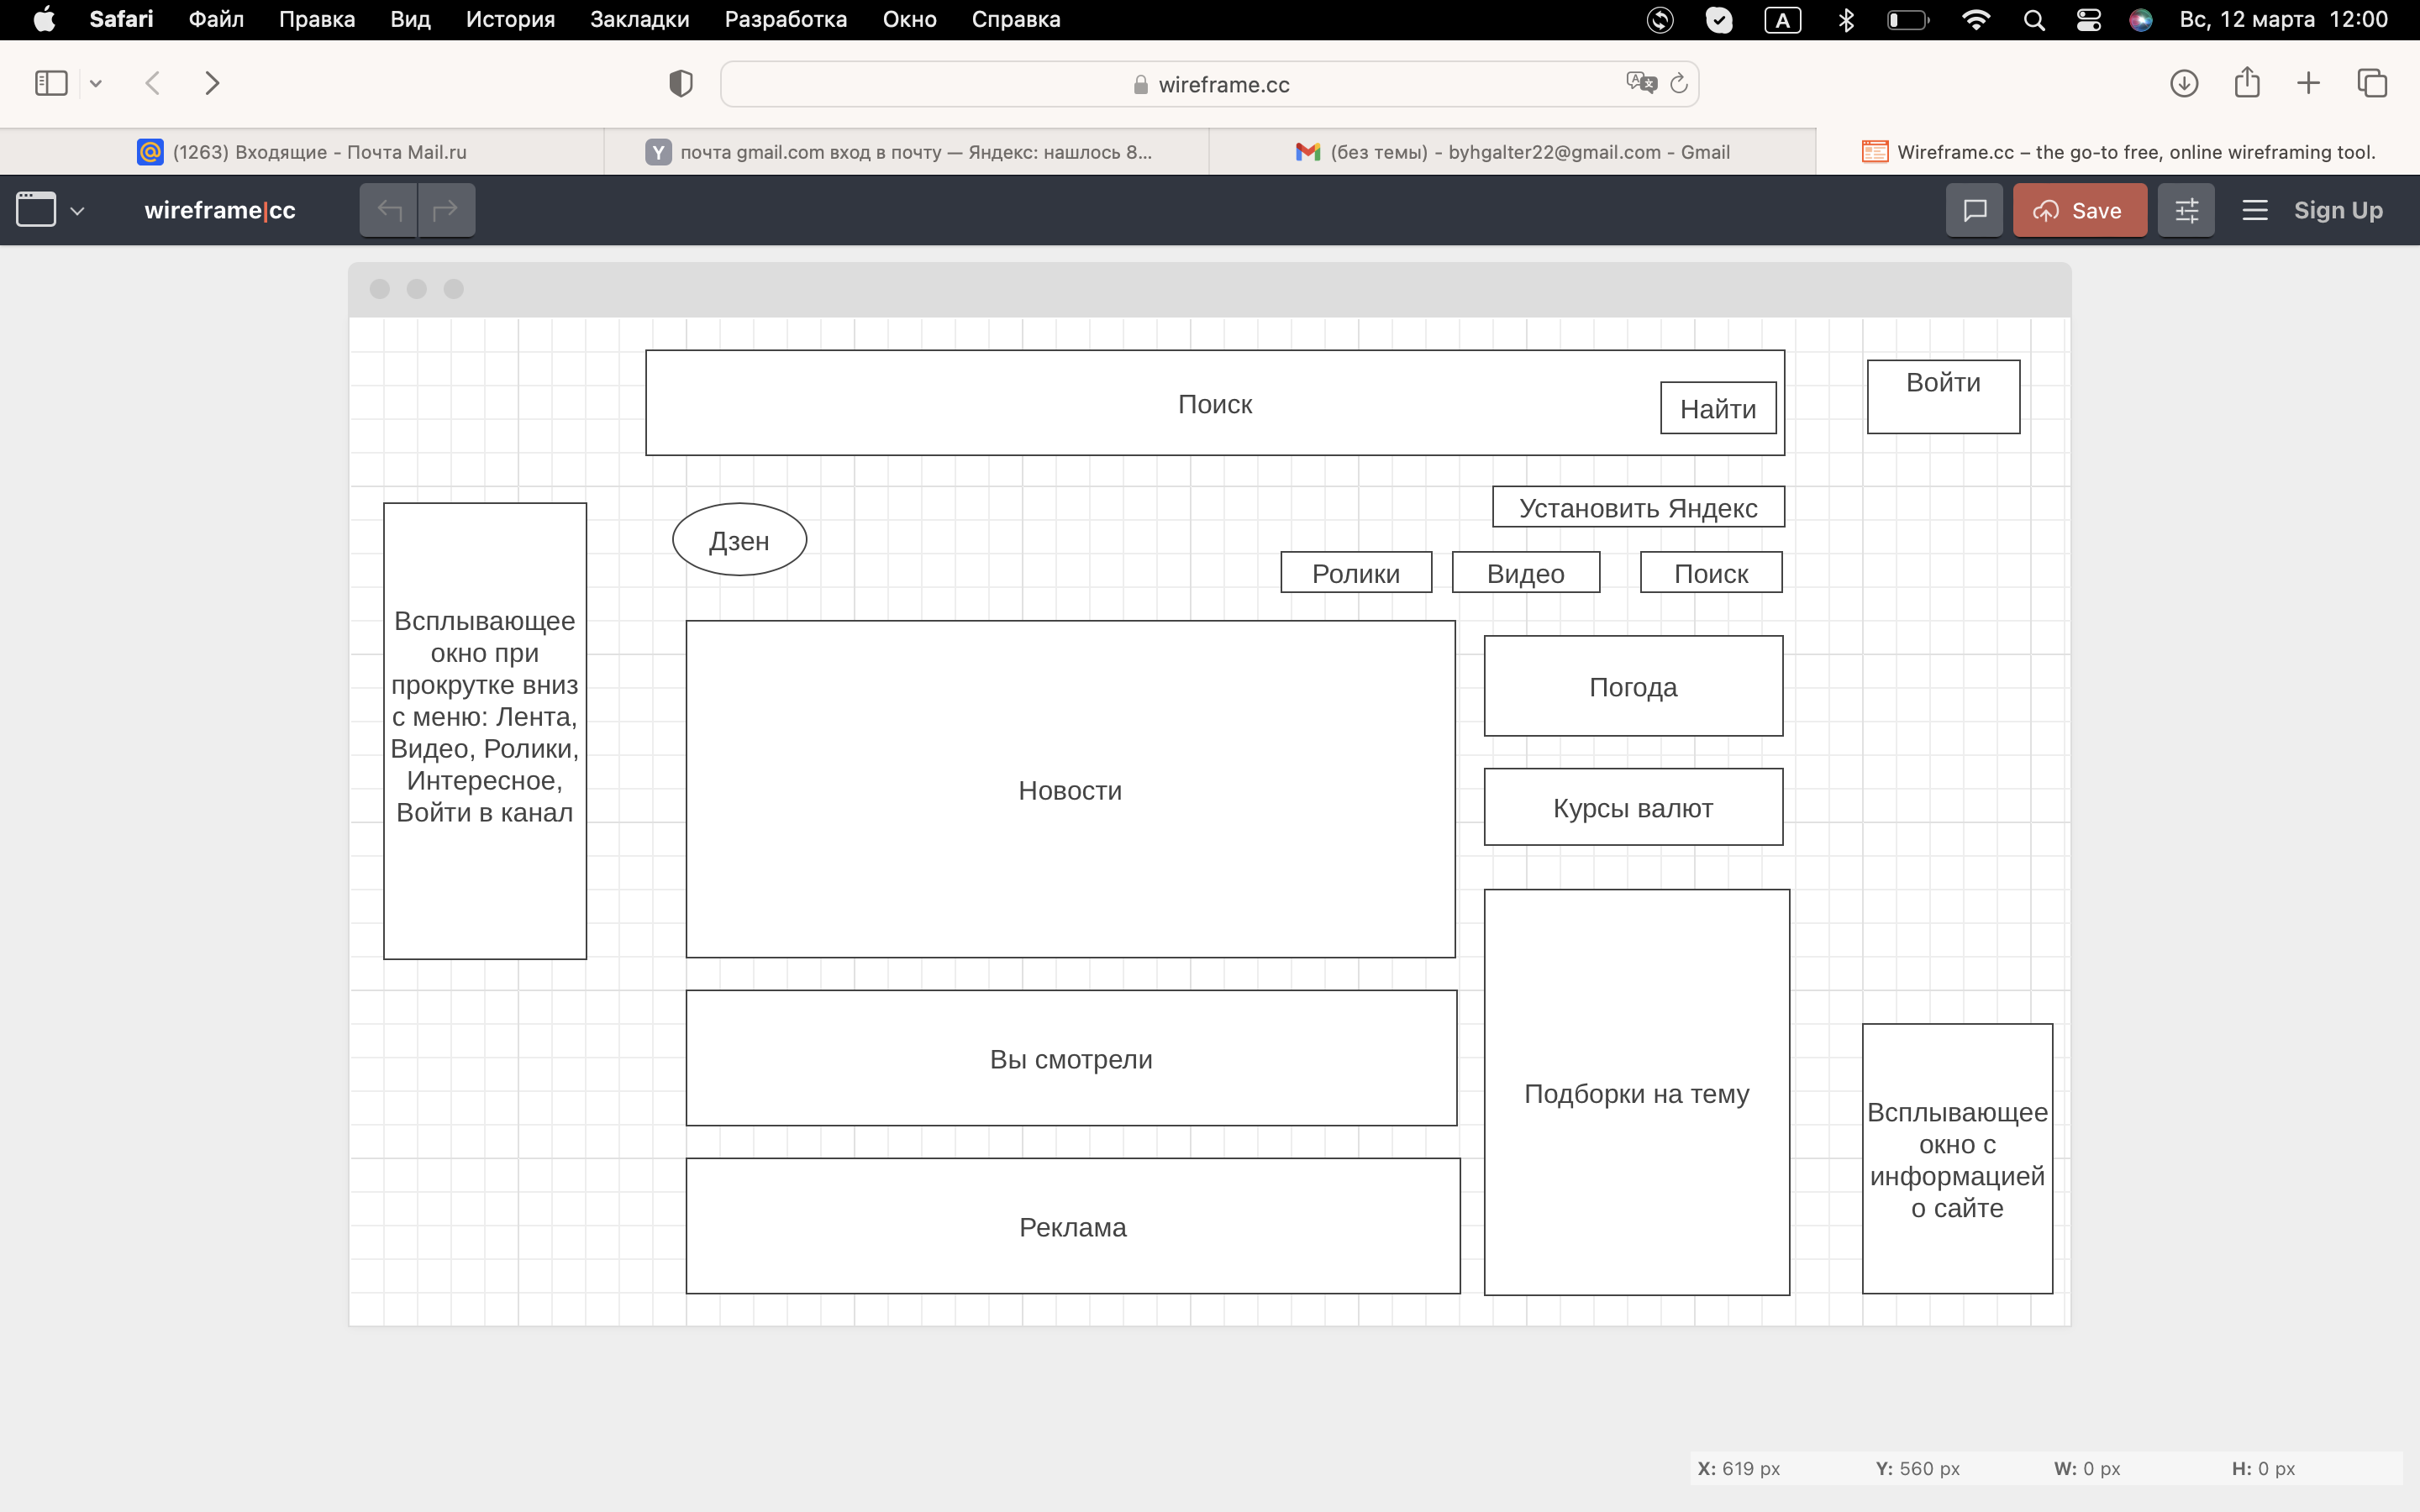 Safari Файл Правка Вид История Закладки Разработка Окно Справка A Вс, 12 марта 12:00
wireframe.cc
(1263) Входящие - Почта Mail.ru
Y почта gmail.com вход в почту — Яндекс: нашлось 8...
(без темы) - byhgalter22@gmail.com - Gmail
Wireframe.cc – the go-to free, online wireframing tool.
wireframe|cc Save Sign Up
Поиск
Найти
Войти
Установить Яндекс
Дзен
Ролики
Видео
Поиск
Всплывающее
окно при
прокрутке вниз
с меню: Лента,
Видео, Ролики,
Интересное,
Войти в канал
Новости
Погода
Курсы валют
Вы смотрели
Подборки на тему
Реклама
Всплывающее
окно с
информацией
о сайте
X: 619 px Y: 560 px W: 0 px H: 0 px